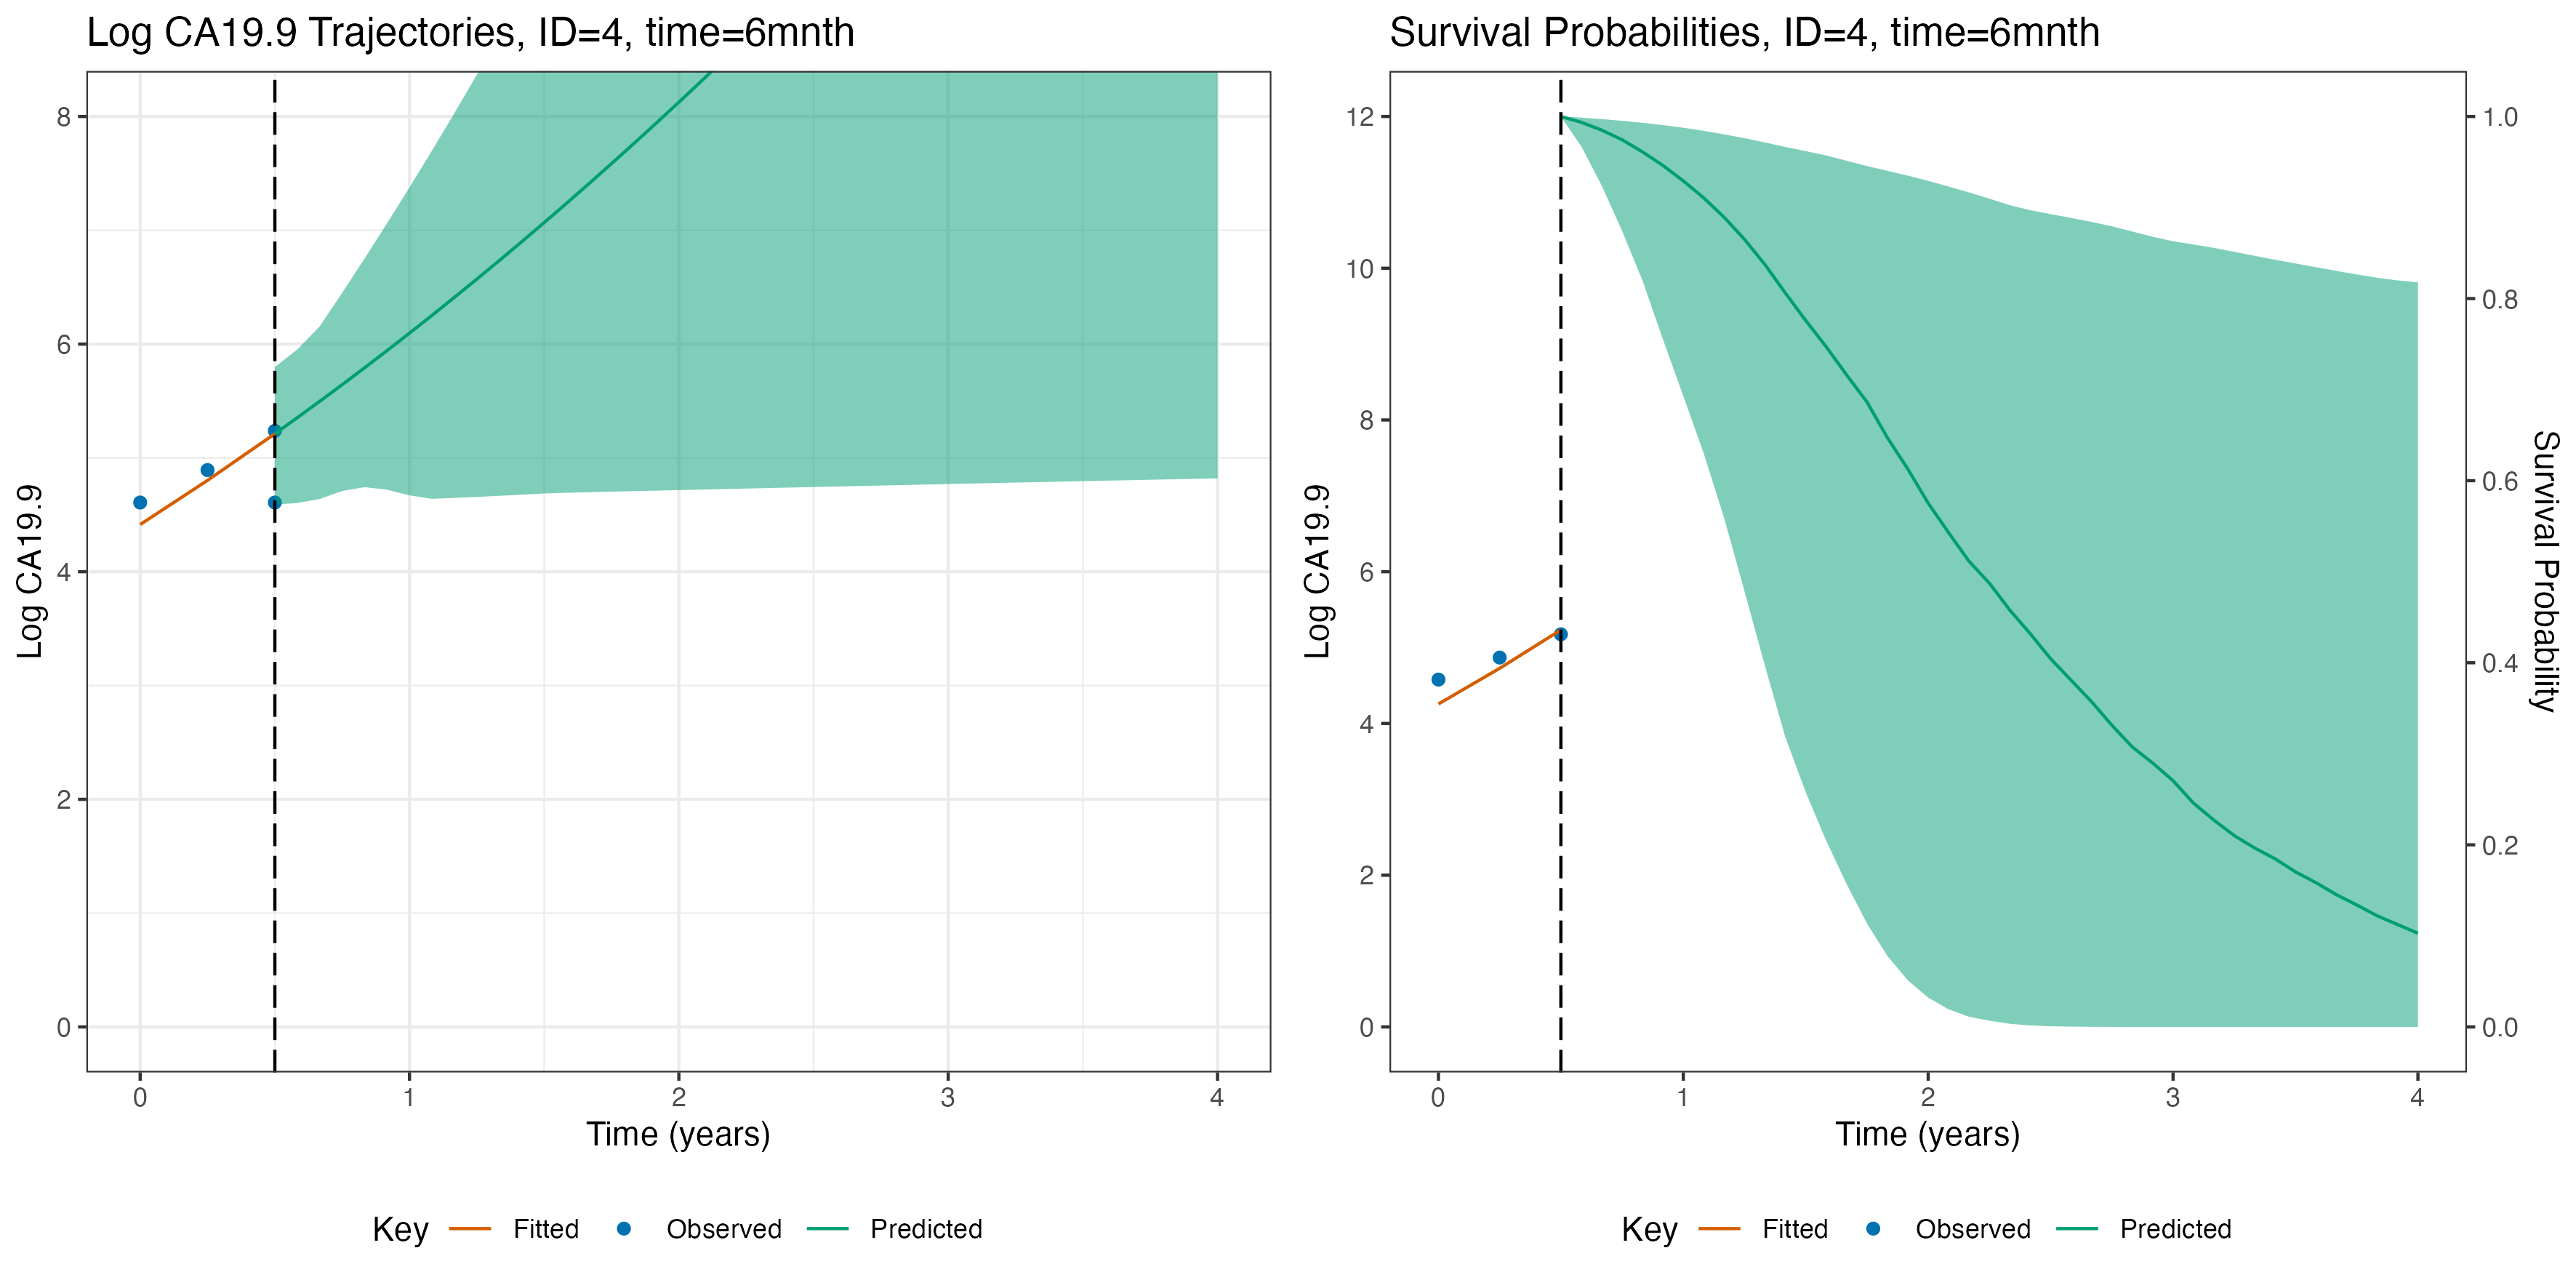 Log CA19.9 Trajectories, ID=4, time=6mnth
Log CA19.9
8
6
4
2
0
0 1 2 3 4
Time (years)
Key Fitted Observed Predicted
Survival Probabilities, ID=4, time=6mnth
Log CA19.9
12
10
8
6
4
2
0
1.0
0.8
0.6
0.4
0.2
0.0
Survival Probability
0 1 2 3 4
Time (years)
Key Fitted Observed Predicted